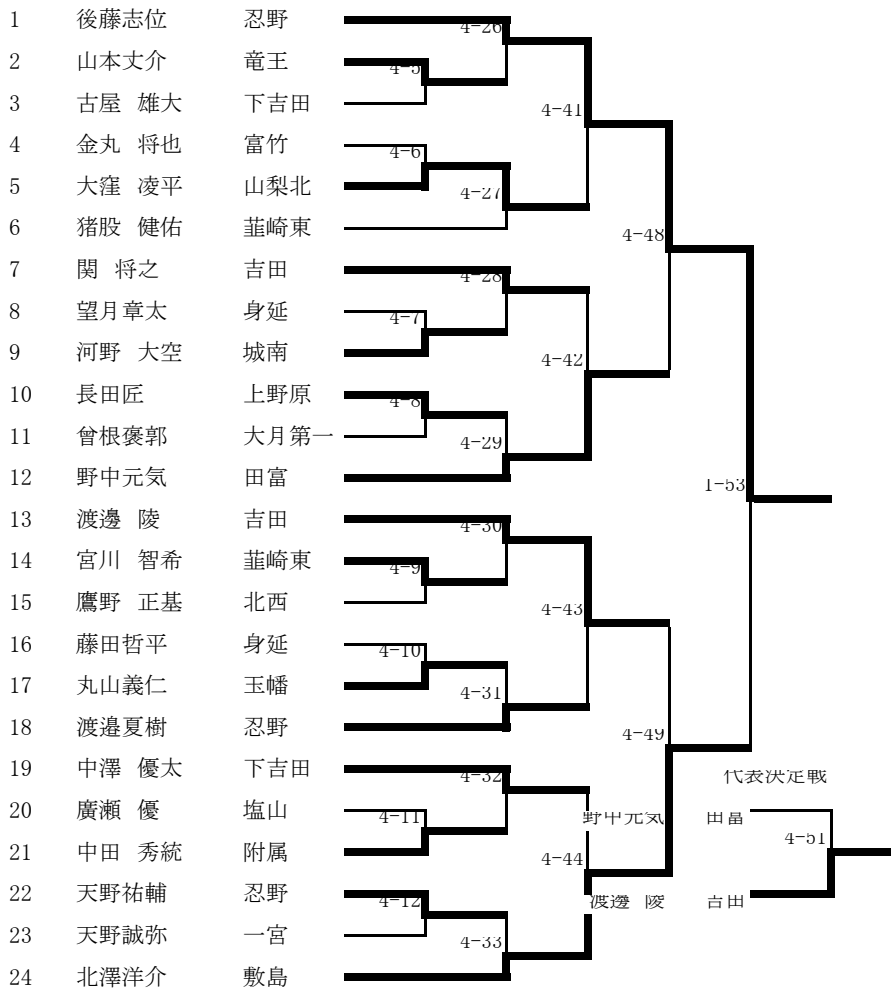 1 後藤志位 忍野
4-26
2 山本丈介 竜王
4-5
3 古屋 雄大 下吉田
4-41
4 金丸 将也 富竹
4-6
5 大窪 凌平 山梨北
4-27
6 猪股 健佑 韮崎東
4-48
7 関 将之 吉田
4-28
8 望月章太 身延
4-7
9 河野 大空 城南
4-42
10 長田匠 上野原
4-8
11 曾根褒郭 大月第一
4-29
12 野中元気 田富
1-53
13 渡邊 陵 吉田
4-30
14 宮川 智希 韮崎東
4-9
15 鷹野 正基 北西
4-43
16 藤田哲平 身延
4-10
17 丸山義仁 玉幡
4-31
18 渡邉夏樹 忍野
4-49
19 中澤 優太 下吉田
4-32
代表決定戦
20 廣瀬 優 塩山
4-11
野中元気 田富
4-51
21 中田 秀統 附属
4-44
22 天野祐輔 忍野
4-12
渡邊 陵 吉田
23 天野誠弥 一宮
4-33
24 北澤洋介 敷島